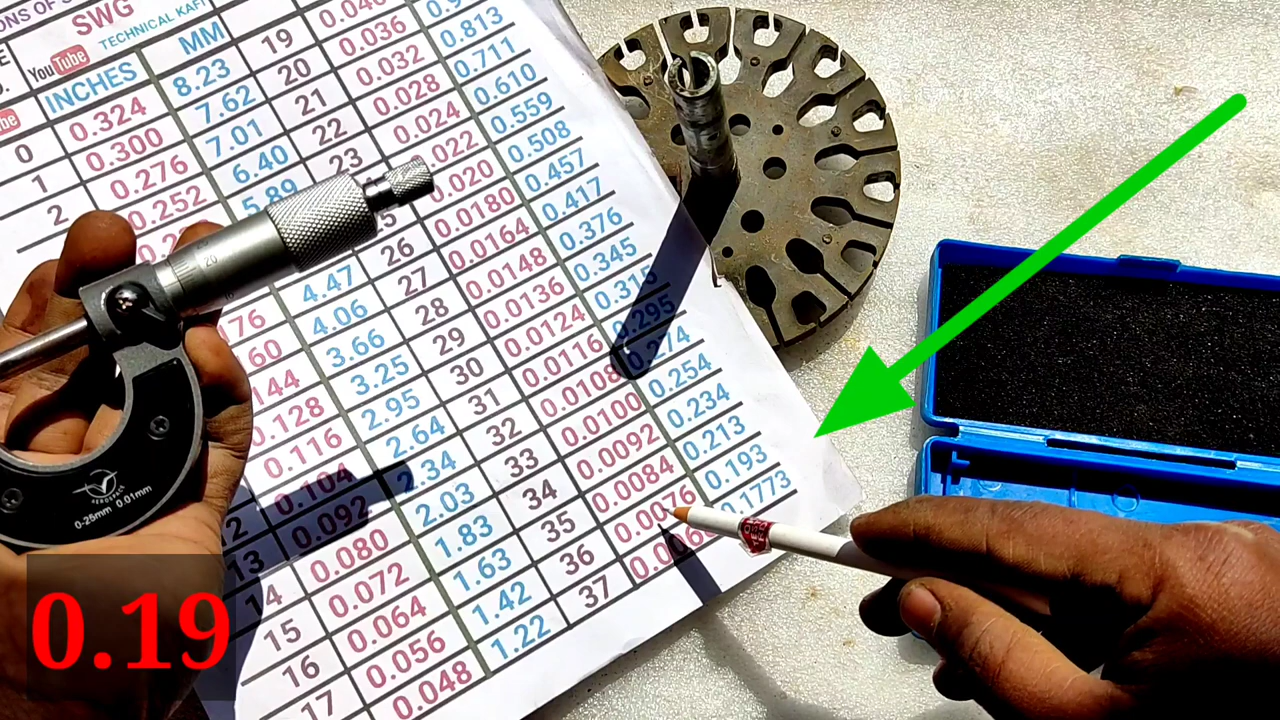 SWG
YouTube TECHNICAL KAFI
INCHES MM
0 0.324 8.23 19
1 0.300 7.62 20 0.036
2 0.276 7.01 21 0.032 0.813
0.252 6.40 22 0.028 0.711
5.89 23 0.024 0.610
0.559
0.508
4.47 26 0.0180 0.457
4.06 27 0.0164 0.417
3.66 28 0.0148 0.376
0.128 3.25 29 0.0136 0.345
0.116 2.95 30 0.0124 0.315
0.104 2.64 31 0.0116 0.295
13 0.092 2.34 32 0.0108 0.274
14 0.080 2.03 33 0.0100 0.254
15 0.072 1.83 34 0.0092 0.234
16 0.064 1.63 35 0.0084 0.213
17 0.056 1.42 36 0.0076 0.193
0.048 1.22 37 0.1773
20
AEROSPACE
0-25mm 0.01mm
0.19